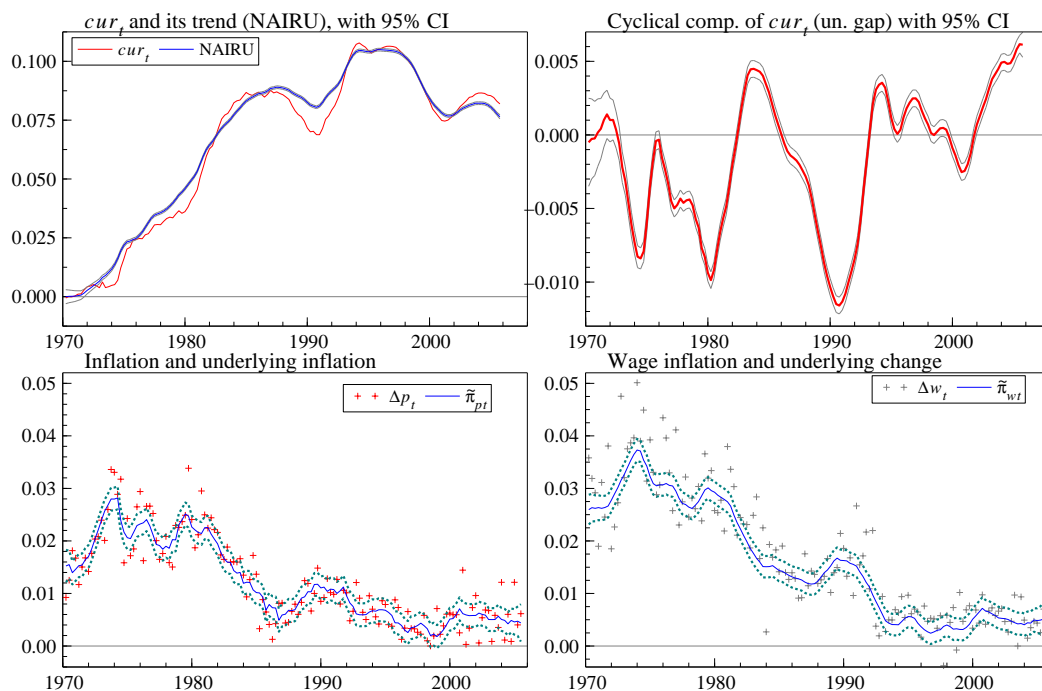 cur_t and its trend (NAIRU), with 95% CI
cur_t NAIRU
0.100
0.075
0.050
0.025
0.000
1970 1980 1990 2000
Cyclical comp. of cur_t (un. gap) with 95% CI
0.005
0.000
−0.005
−0.010
1970 1980 1990 2000
Inflation and underlying inflation
Δp_t π̃_pt
0.05
0.04
0.03
0.02
0.01
0.00
1970 1980 1990 2000
Wage inflation and underlying change
Δw_t π̃_wt
0.05
0.04
0.03
0.02
0.01
0.00
1970 1980 1990 2000